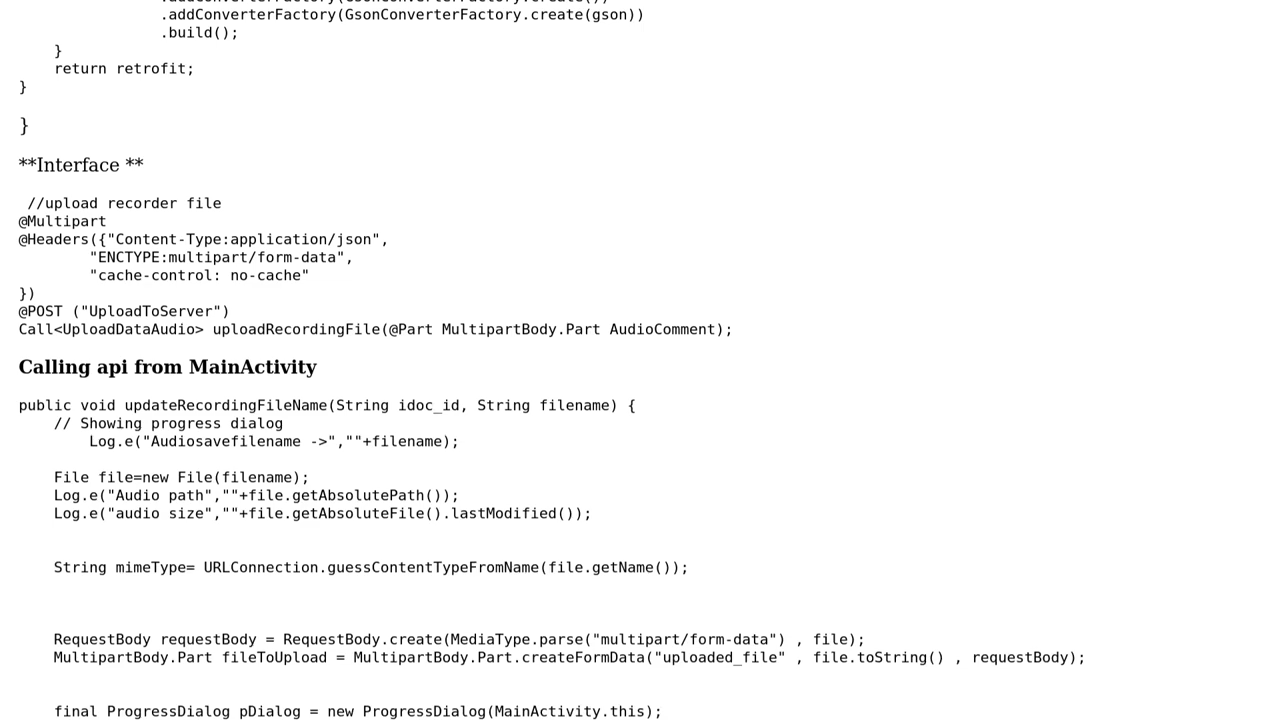 .addConverterFactory(GsonConverterFactory.create())
.addConverterFactory(GsonConverterFactory.create(gson))
.build();
}
return retrofit;
}
}
**Interface **
//upload recorder file
@Multipart
@Headers({"Content-Type:application/json",
"ENCTYPE:multipart/form-data",
"cache-control: no-cache"
})
@POST ("UploadToServer")
Call<UploadDataAudio> uploadRecordingFile(@Part MultipartBody.Part AudioComment);
Calling api from MainActivity
public void updateRecordingFileName(String idoc_id, String filename) {
// Showing progress dialog
Log.e("Audiosavefilename ->",""+filename);
File file=new File(filename);
Log.e("Audio path",""+file.getAbsolutePath());
Log.e("audio size",""+file.getAbsoluteFile().lastModified());
String mimeType= URLConnection.guessContentTypeFromName(file.getName());
RequestBody requestBody = RequestBody.create(MediaType.parse("multipart/form-data") , file);
MultipartBody.Part fileToUpload = MultipartBody.Part.createFormData("uploaded_file" , file.toString() , requestBody);
final ProgressDialog pDialog = new ProgressDialog(MainActivity.this);